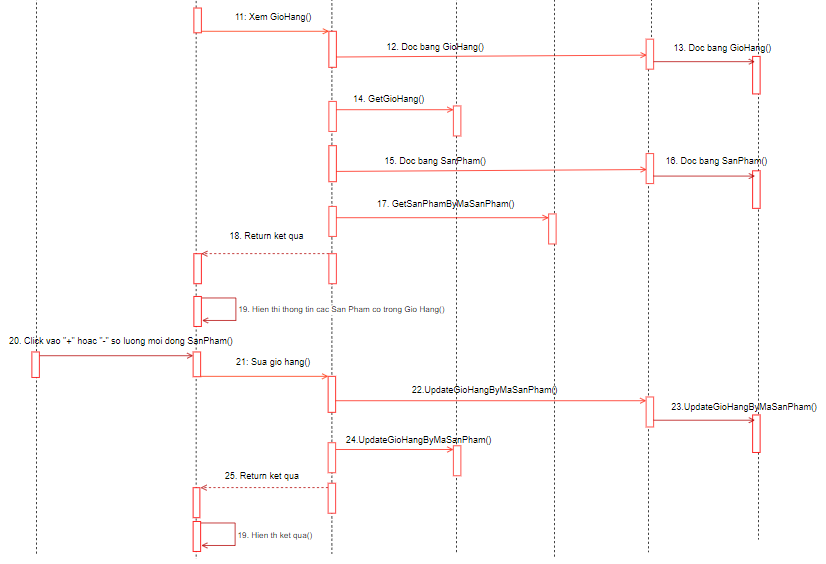 11: Xem GioHang()
12. Doc bang GioHang()
13. Doc bang GioHang()
14. GetGioHang()
15. Doc bang SanPham()
16. Doc bang SanPham()
17. GetSanPhamByMaSanPham()
18. Return ket qua
19. Hien thi thong tin cac San Pham co trong Gio Hang()
20. Click vao "+" hoac "-" so luong moi dong SanPham()
21: Sua gio hang()
22.UpdateGioHangByMaSanPham()
23.UpdateGioHangByMaSanPham()
24.UpdateGioHangByMaSanPham()
25. Return ket qua
19. Hien th ket qua()